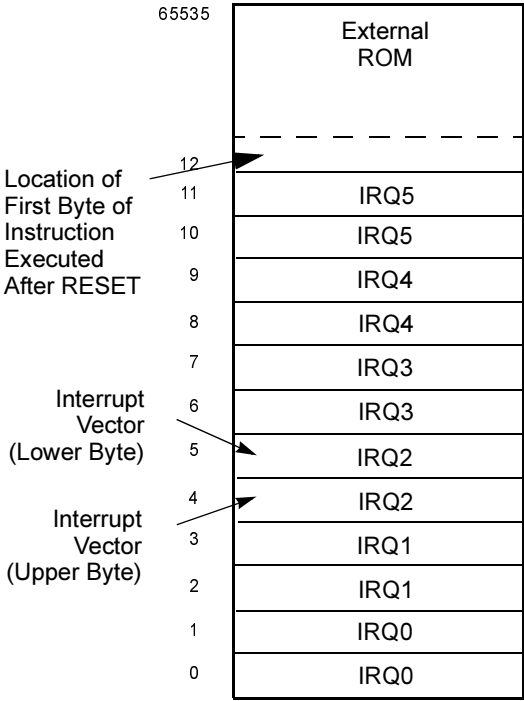 65535
External
ROM
12
Location of
First Byte of
Instruction
Executed
After RESET
11
IRQ5
10
IRQ5
9
IRQ4
8
IRQ4
7
IRQ3
6
IRQ3
Interrupt
Vector
(Lower Byte)
5
IRQ2
4
IRQ2
Interrupt
Vector
(Upper Byte)
3
IRQ1
2
IRQ1
1
IRQ0
0
IRQ0